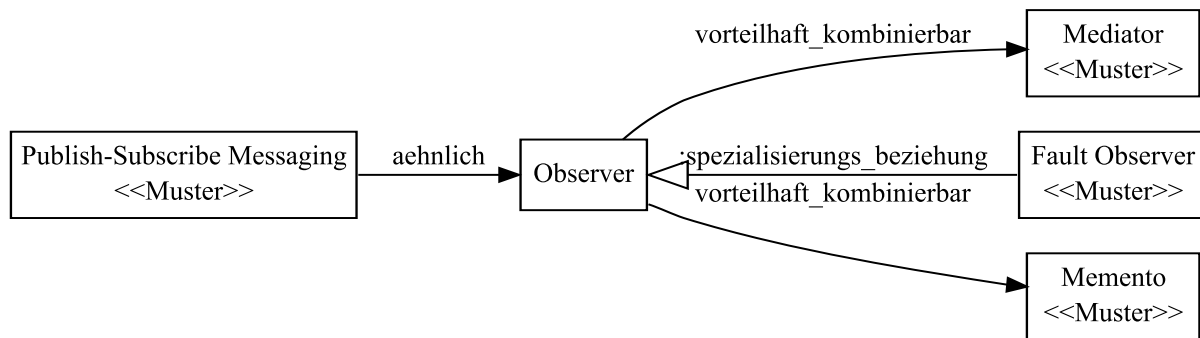 Publish-Subscribe Messaging
<<Muster>>
aehnlich
Observer
vorteilhaft_kombinierbar
Mediator
<<Muster>>
:spezialisierungs_beziehung
Fault Observer
<<Muster>>
vorteilhaft_kombinierbar
Memento
<<Muster>>